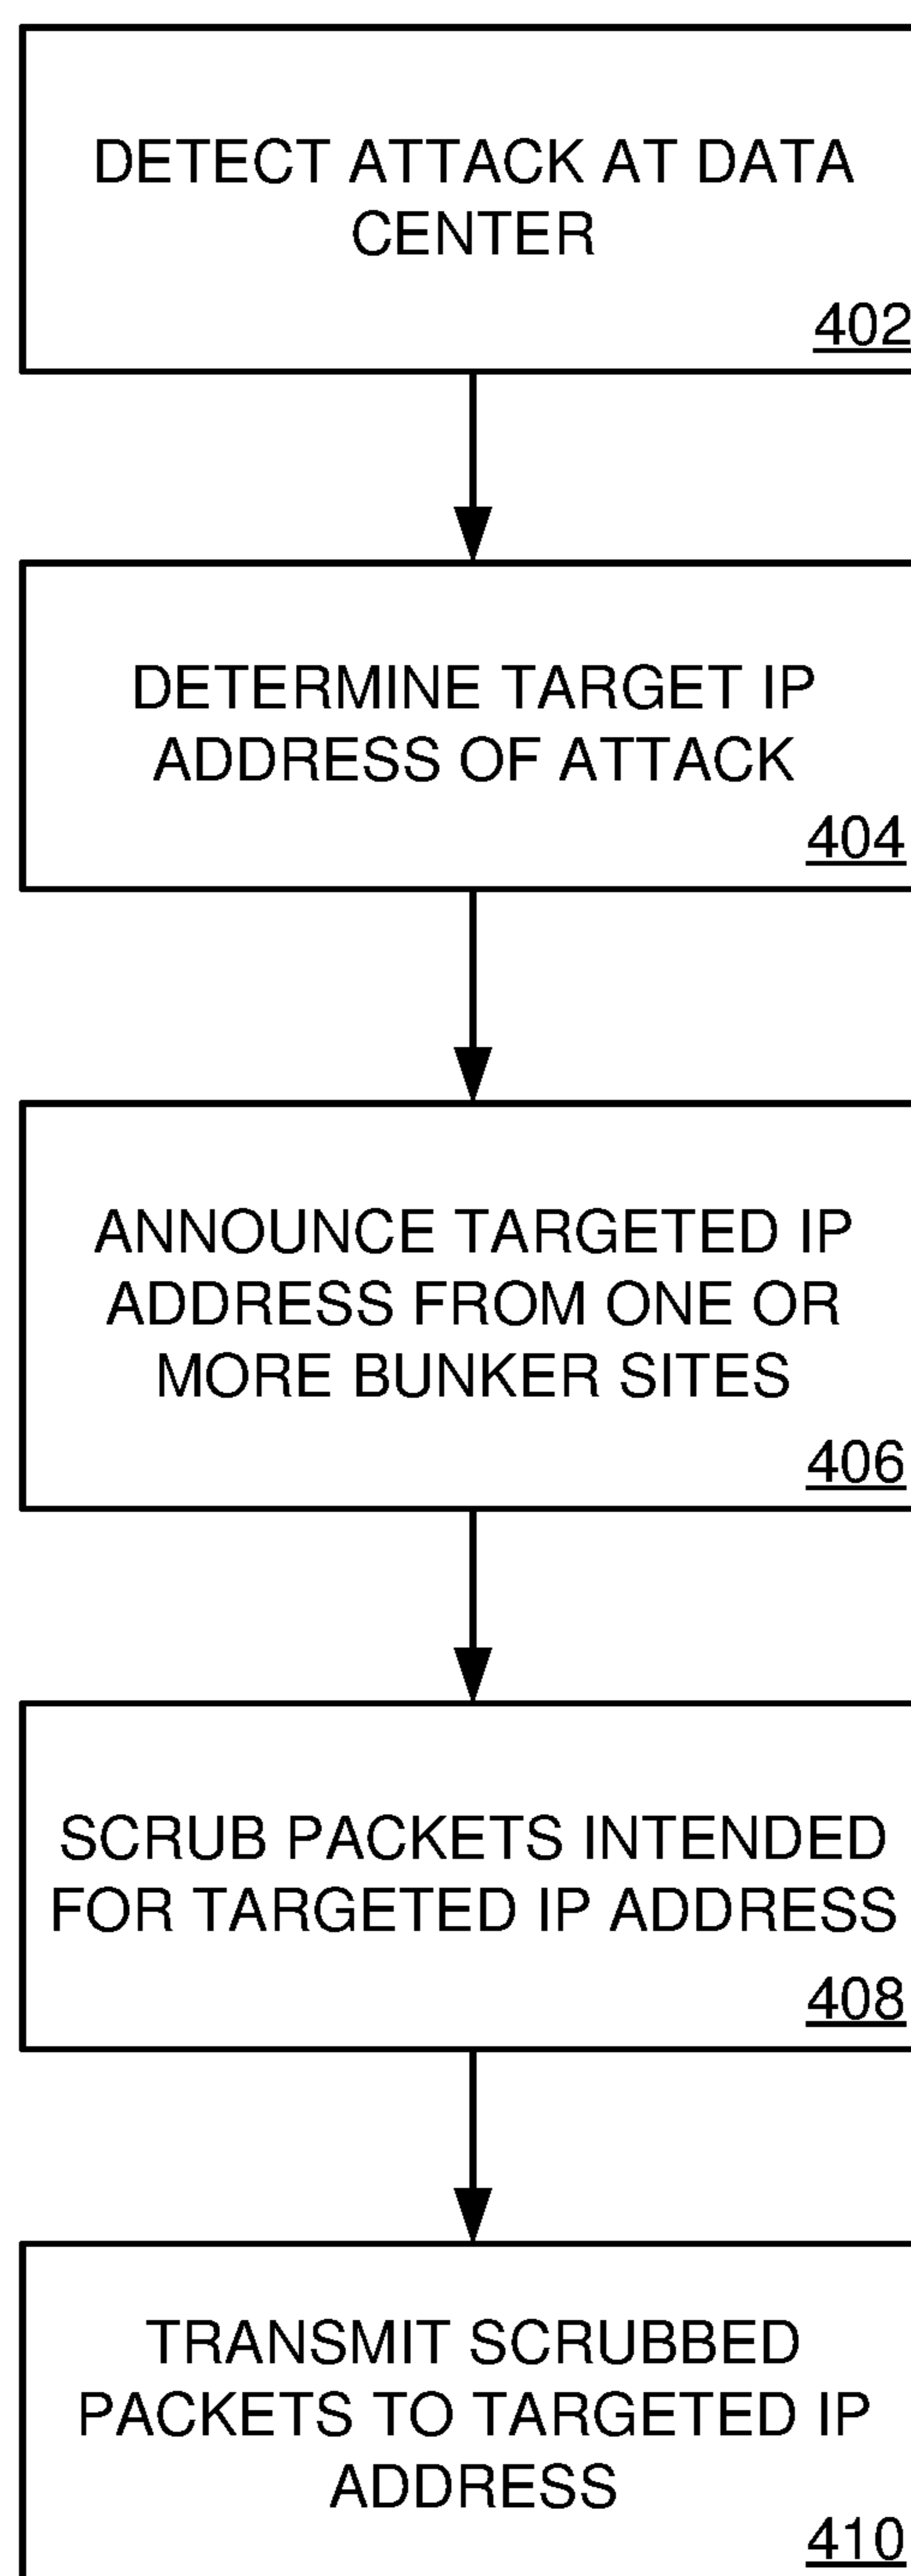 DETECT ATTACK AT DATA
CENTER
402
DETERMINE TARGET IP
ADDRESS OF ATTACK
404
ANNOUNCE TARGETED IP
ADDRESS FROM ONE OR
MORE BUNKER SITES
406
SCRUB PACKETS INTENDED
FOR TARGETED IP ADDRESS
408
TRANSMIT SCRUBBED
PACKETS TO TARGETED IP
ADDRESS
410